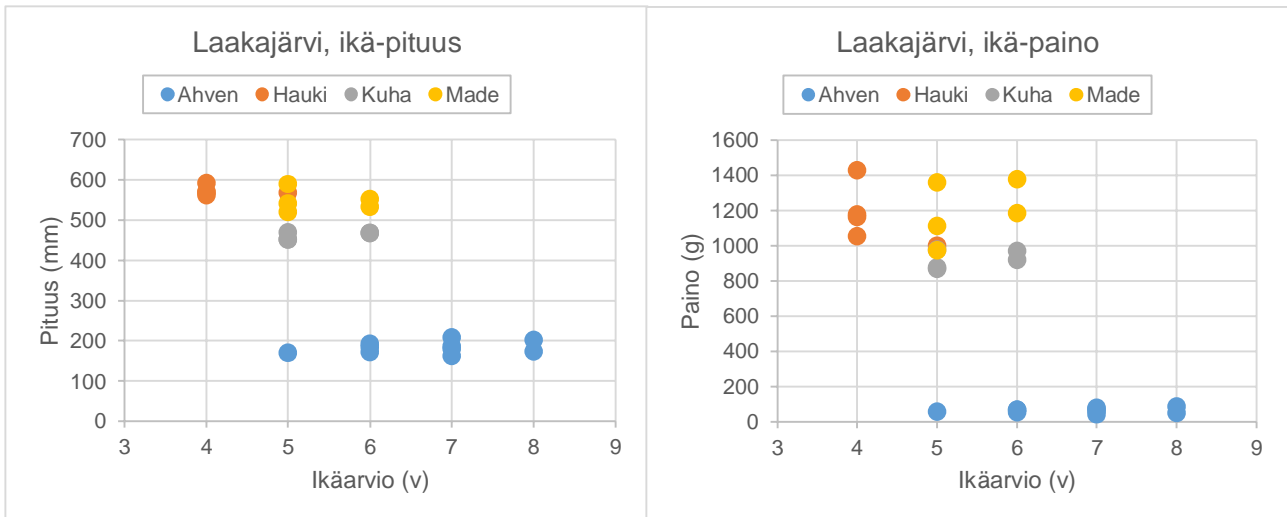 Laakajärvi, ikä-pituus
Ahven Hauki Kuha Made
700
600
500
400
300
200
100
0
Pituus (mm)
3 4 5 6 7 8 9
Ikäarvio (v)
Laakajärvi, ikä-paino
Ahven Hauki Kuha Made
1600
1400
1200
1000
800
600
400
200
0
Paino (g)
3 4 5 6 7 8 9
Ikäarvio (v)